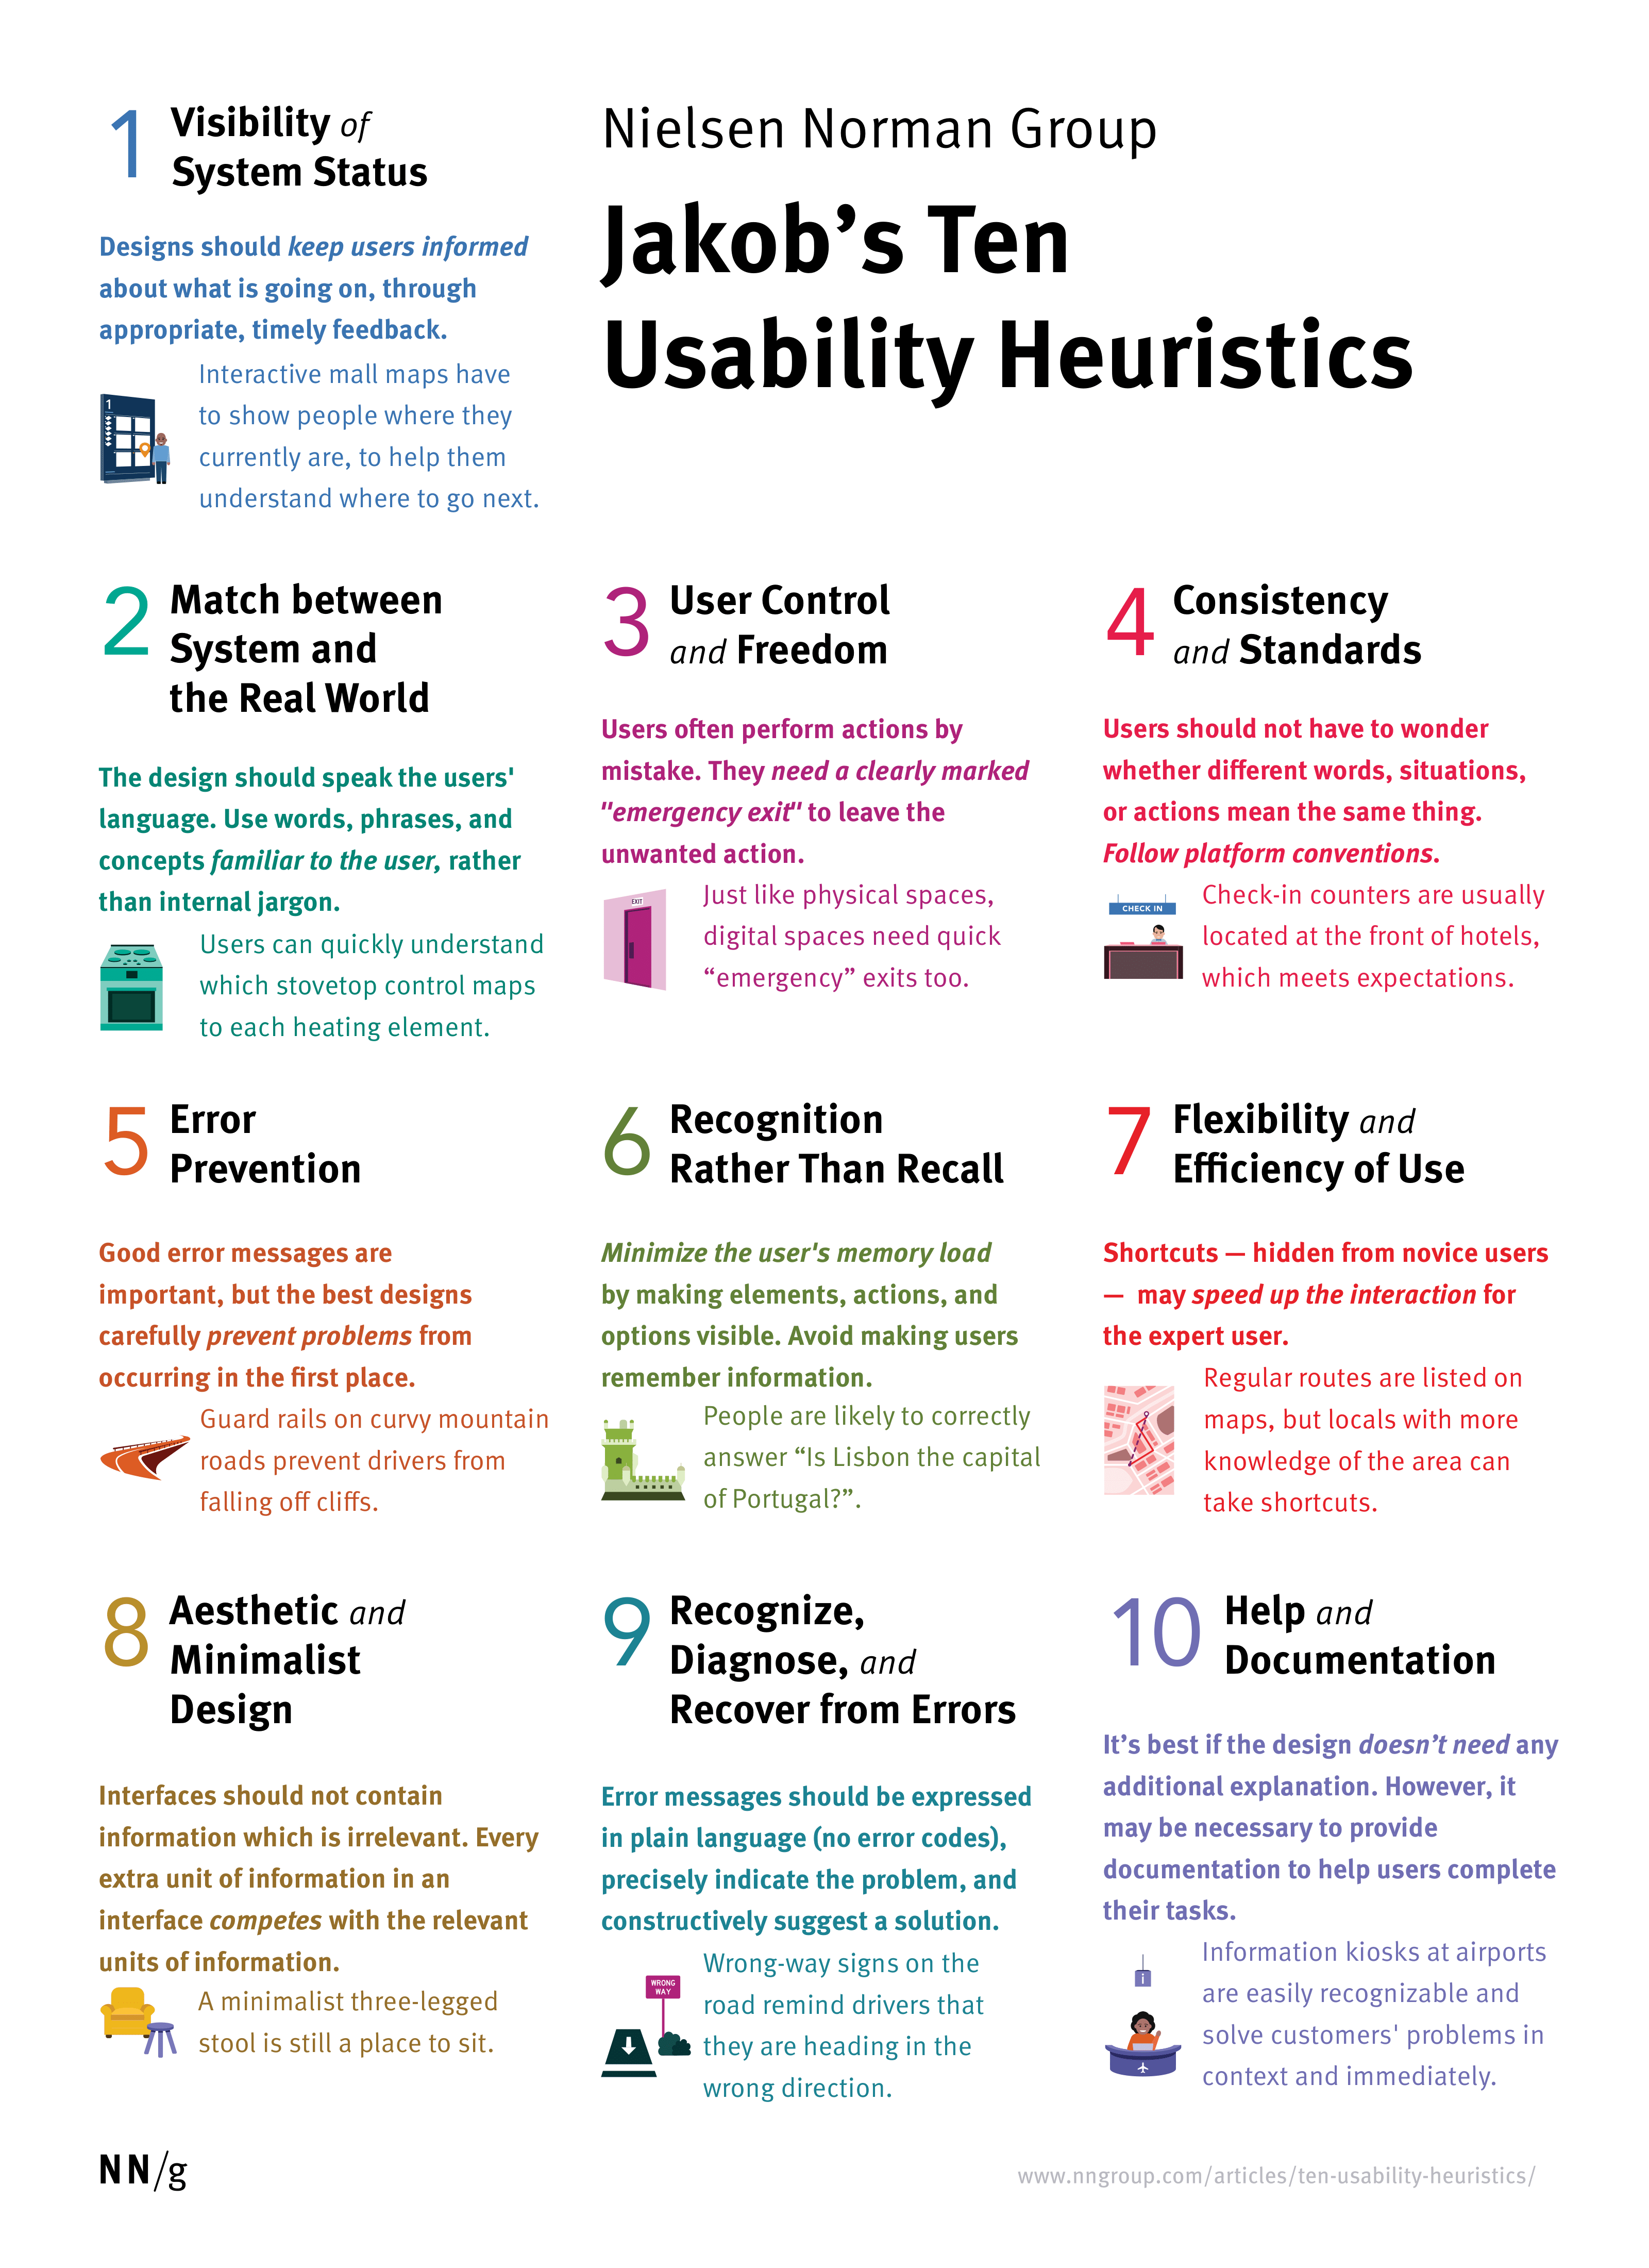 Nielsen Norman Group
Jakob’s Ten
Usability Heuristics
1
Visibility of
System Status
Designs should keep users informed
about what is going on, through
appropriate, timely feedback.
1
Interactive mall maps have
to show people where they
currently are, to help them
understand where to go next.
2
Match between
System and
the Real World
The design should speak the users'
language. Use words, phrases, and
concepts familiar to the user, rather
than internal jargon.
Users can quickly understand
which stovetop control maps
to each heating element.
3
User Control
and Freedom
Users often perform actions by
mistake. They need a clearly marked
"emergency exit" to leave the
unwanted action.
EXIT
Just like physical spaces,
digital spaces need quick
“emergency” exits too.
4
Consistency
and Standards
Users should not have to wonder
whether different words, situations,
or actions mean the same thing.
Follow platform conventions.
CHECK IN
Check-in counters are usually
located at the front of hotels,
which meets expectations.
5
Error
Prevention
Good error messages are
important, but the best designs
carefully prevent problems from
occurring in the first place.
Guard rails on curvy mountain
roads prevent drivers from
falling off cliffs.
6
Recognition
Rather Than Recall
Minimize the user's memory load
by making elements, actions, and
options visible. Avoid making users
remember information.
People are likely to correctly
answer “Is Lisbon the capital
of Portugal?”.
7
Flexibility and
Efficiency of Use
Shortcuts — hidden from novice users
— may speed up the interaction for
the expert user.
Regular routes are listed on
maps, but locals with more
knowledge of the area can
take shortcuts.
8
Aesthetic and
Minimalist
Design
Interfaces should not contain
information which is irrelevant. Every
extra unit of information in an
interface competes with the relevant
units of information.
A minimalist three-legged
stool is still a place to sit.
9
Recognize,
Diagnose, and
Recover from Errors
Error messages should be expressed
in plain language (no error codes),
precisely indicate the problem, and
constructively suggest a solution.
WRONG
WAY
Wrong-way signs on the
road remind drivers that
they are heading in the
wrong direction.
10
Help and
Documentation
It’s best if the design doesn’t need any
additional explanation. However, it
may be necessary to provide
documentation to help users complete
their tasks.
i
Information kiosks at airports
are easily recognizable and
solve customers' problems in
context and immediately.
NN/g
www.nngroup.com/articles/ten-usability-heuristics/